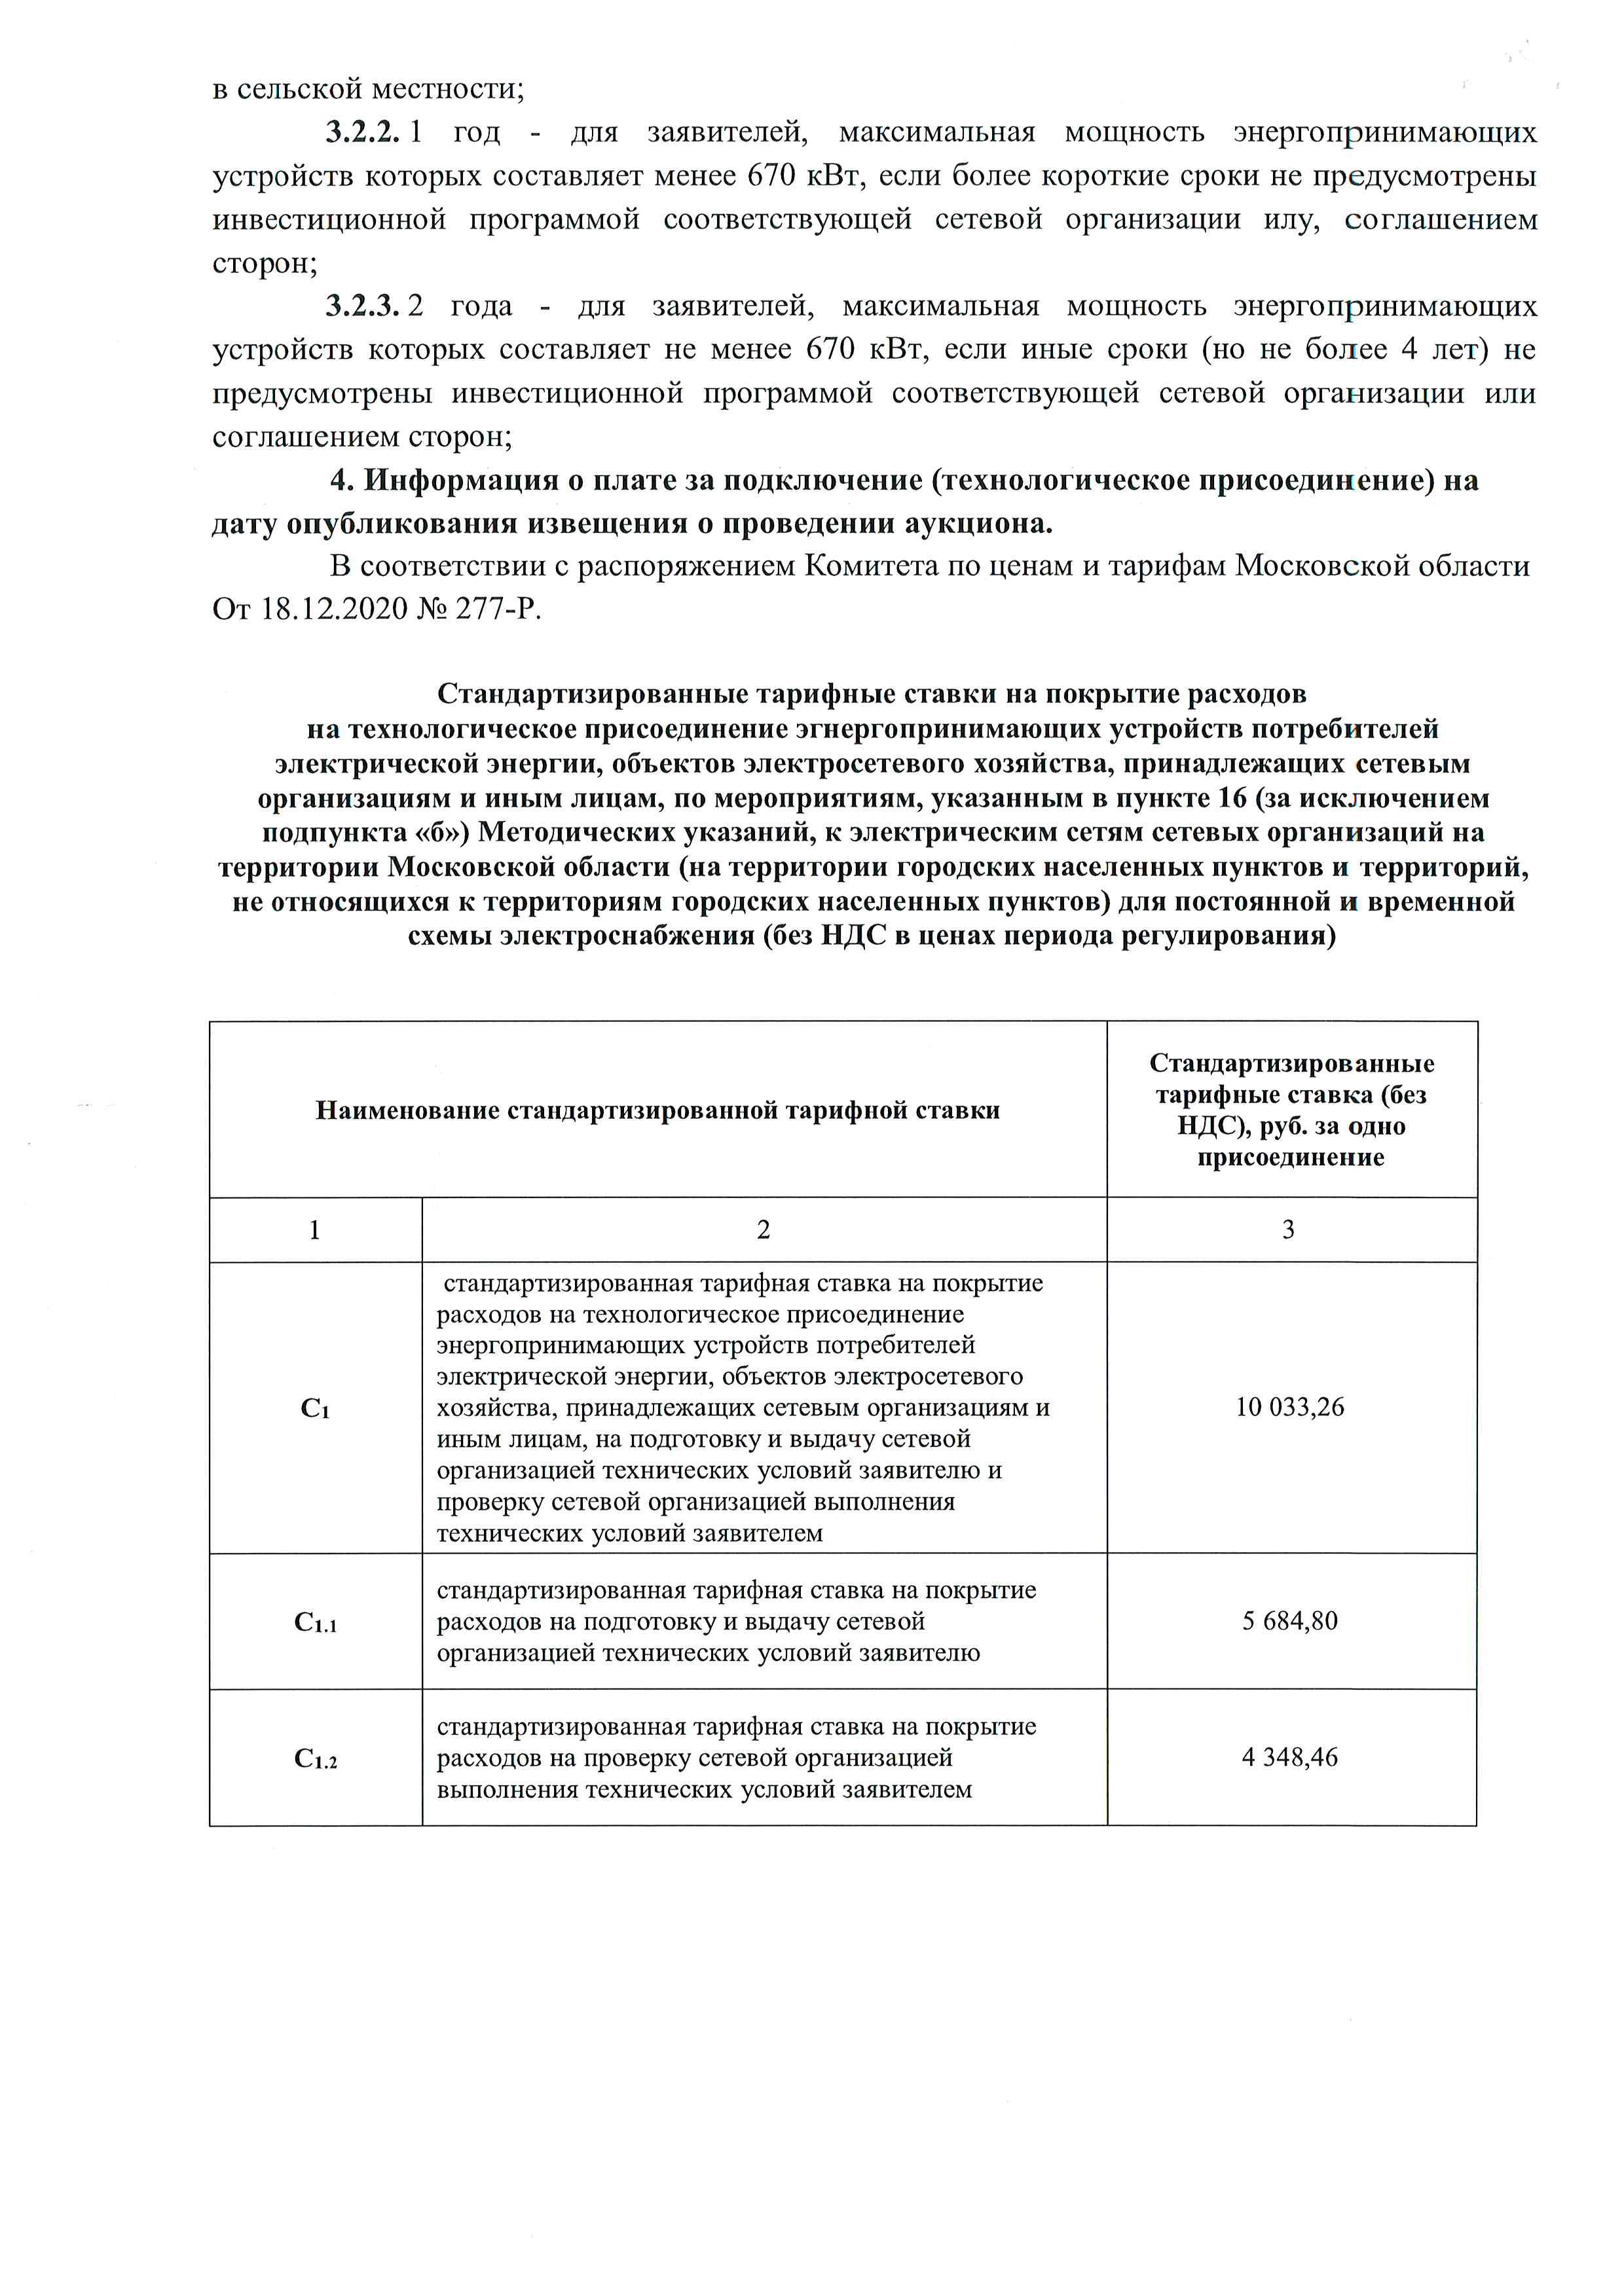 в сельской местности;
3.2.2. 1 год - для заявителей, максимальная мощность энергопринимающих
устройств которых составляет менее 670 кВт, если более короткие сроки не предусмотрены
инвестиционной программой соответствующей сетевой организации илу, соглашением
сторон;
3.2.3. 2 года - для заявителей, максимальная мощность энергопринимающих
устройств которых составляет не менее 670 кВт, если иные сроки (но не более 4 лет) не
предусмотрены инвестиционной программой соответствующей сетевой организации или
соглашением сторон;
4. Информация о плате за подключение (технологическое присоединение) на
дату опубликования извещения о проведении аукциона.
В соответствии с распоряжением Комитета по ценам и тарифам Московской области
От 18.12.2020 № 277-Р.
Стандартизированные тарифные ставки на покрытие расходов
на технологическое присоединение эгнергопринимающих устройств потребителей
электрической энергии, объектов электросетевого хозяйства, принадлежащих сетевым
организациям и иным лицам, по мероприятиям, указанным в пункте 16 (за исключением
подпункта «б») Методических указаний, к электрическим сетям сетевых организаций на
территории Московской области (на территории городских населенных пунктов и территорий,
не относящихся к территориям городских населенных пунктов) для постоянной и временной
схемы электроснабжения (без НДС в ценах периода регулирования)
Наименование стандартизированной тарифной ставки
Стандартизированные
тарифные ставка (без
НДС), руб. за одно
присоединение
1
2
3
С1
стандартизированная тарифная ставка на покрытие
расходов на технологическое присоединение
энергопринимающих устройств потребителей
электрической энергии, объектов электросетевого
хозяйства, принадлежащих сетевым организациям и
иным лицам, на подготовку и выдачу сетевой
организацией технических условий заявителю и
проверку сетевой организацией выполнения
технических условий заявителем
10 033,26
С1.1
стандартизированная тарифная ставка на покрытие
расходов на подготовку и выдачу сетевой
организацией технических условий заявителю
5 684,80
С1.2
стандартизированная тарифная ставка на покрытие
расходов на проверку сетевой организацией
выполнения технических условий заявителем
4 348,46